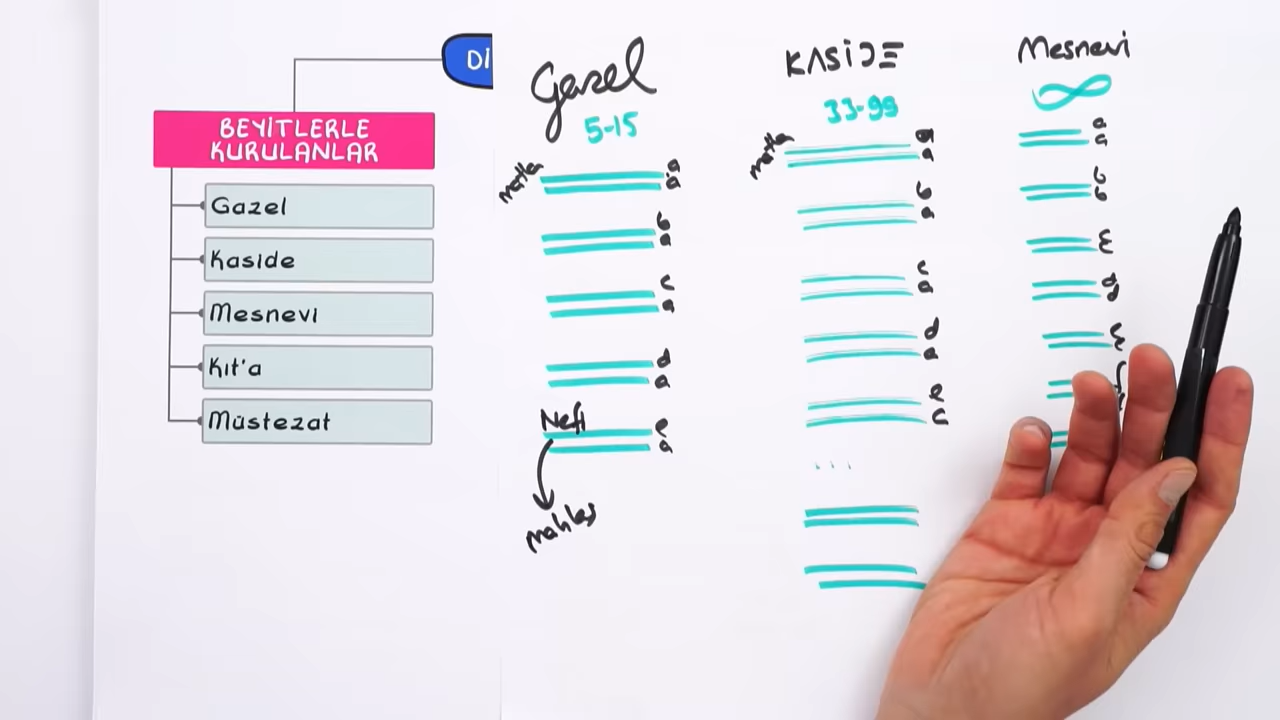 Dİ
BEYİTLERLE
KURULANLAR
Gazel
Kaside
Mesnevi
Kıt'a
Müstezat
Gazel
5-15
matla
a
a
b
a
c
a
d
a
Nefi
e
a
mahlas
KASİDE
33-99
matla
a
a
b
a
c
a
d
a
e
a
...
Mesnevi
∞
a
a
b
b
c
d
d
e
f